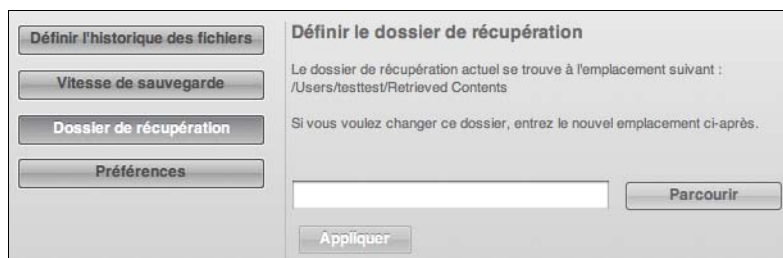 Définir l'historique des fichiers
Vitesse de sauvegarde
Dossier de récupération
Préférences
Définir le dossier de récupération
Le dossier de récupération actuel se trouve à l'emplacement suivant :
/Users/testtest/Retrieved Contents
Si vous voulez changer ce dossier, entrez le nouvel emplacement ci-après.
Parcourir
Appliquer